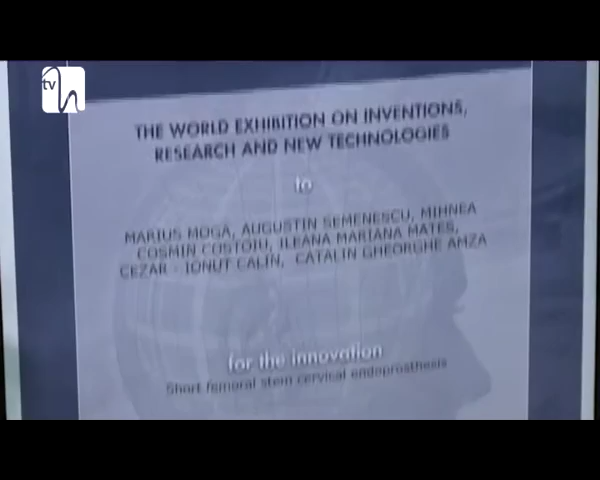 tv h
THE WORLD EXHIBITION ON INVENTIONS,
RESEARCH AND NEW TECHNOLOGIES
to
MARIUS MOGA, AUGUSTIN SEMENESCU, MIHNEA
COSMIN COSTOIU, ILEANA MARIANA MATES,
CEZAR - IONUT CALIN, CATALIN GHEORGHE AMZA
for the innovation
Short femoral stem cervical endeprosthesis